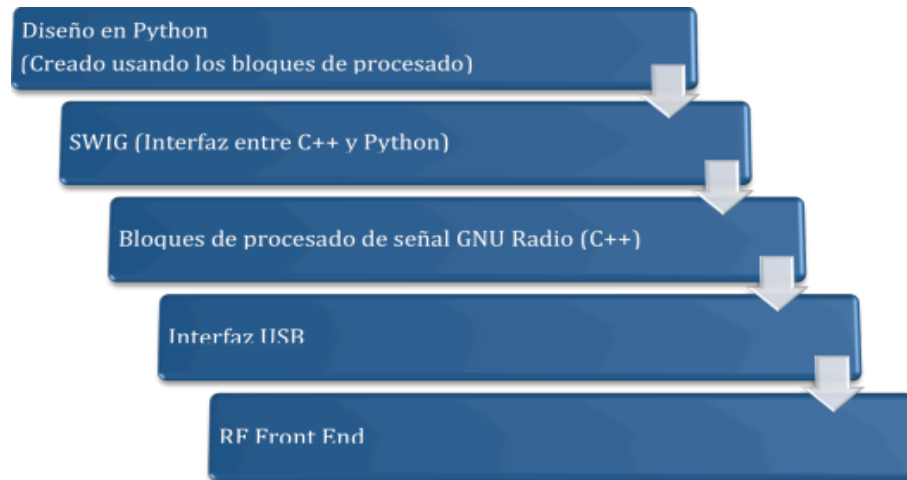 Diseño en Python
(Creado usando los bloques de procesado)
SWIG (Interfaz entre C++ y Python)
Bloques de procesado de señal GNU Radio (C++)
Interfaz USB
RF Front End